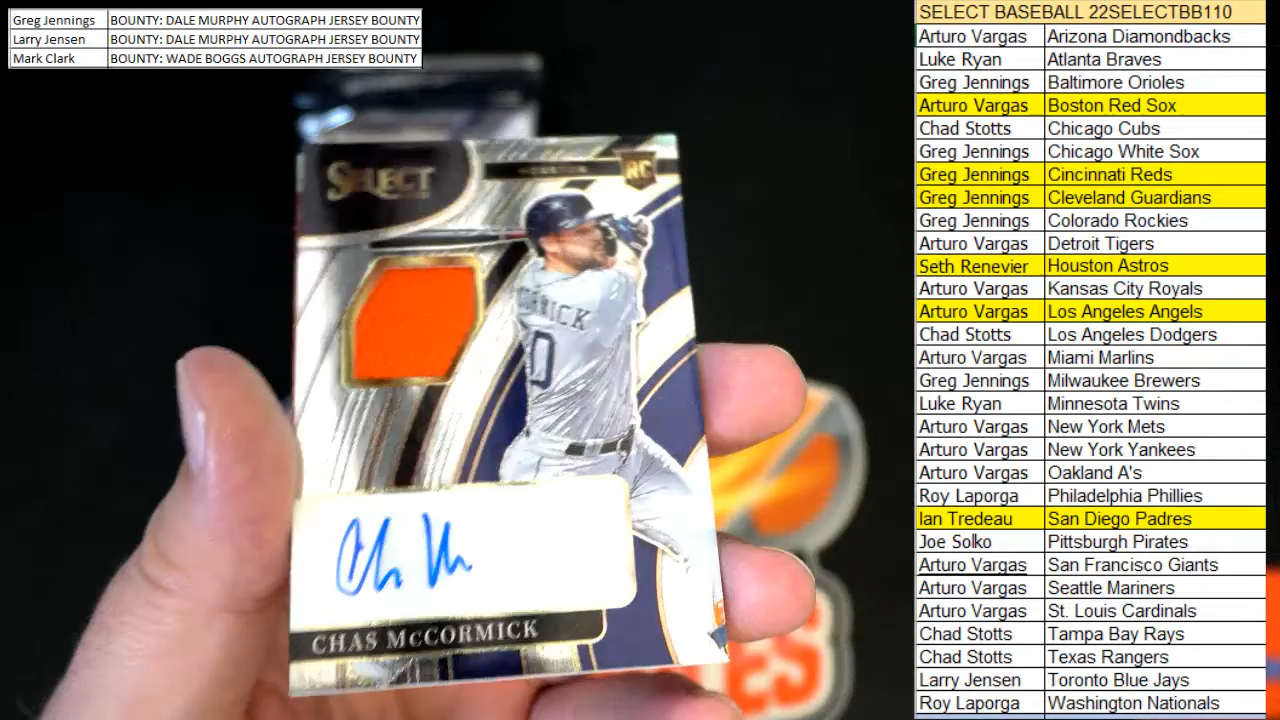 Greg Jennings BOUNTY: DALE MURPHY AUTOGRAPH JERSEY BOUNTY
Larry Jensen BOUNTY: DALE MURPHY AUTOGRAPH JERSEY BOUNTY
Mark Clark BOUNTY: WADE BOGGS AUTOGRAPH JERSEY BOUNTY
SELECT
HOUSTON
RC
CHAS McCORMICK
SELECT BASEBALL 22SELECTBB110
Arturo Vargas Arizona Diamondbacks
Luke Ryan Atlanta Braves
Greg Jennings Baltimore Orioles
Arturo Vargas Boston Red Sox
Chad Stotts Chicago Cubs
Greg Jennings Chicago White Sox
Greg Jennings Cincinnati Reds
Greg Jennings Cleveland Guardians
Greg Jennings Colorado Rockies
Arturo Vargas Detroit Tigers
Seth Renevier Houston Astros
Arturo Vargas Kansas City Royals
Arturo Vargas Los Angeles Angels
Chad Stotts Los Angeles Dodgers
Arturo Vargas Miami Marlins
Greg Jennings Milwaukee Brewers
Luke Ryan Minnesota Twins
Arturo Vargas New York Mets
Arturo Vargas New York Yankees
Arturo Vargas Oakland A's
Roy Laporga Philadelphia Phillies
Ian Tredeau San Diego Padres
Joe Solko Pittsburgh Pirates
Arturo Vargas San Francisco Giants
Arturo Vargas Seattle Mariners
Arturo Vargas St. Louis Cardinals
Chad Stotts Tampa Bay Rays
Chad Stotts Texas Rangers
Larry Jensen Toronto Blue Jays
Roy Laporga Washington Nationals